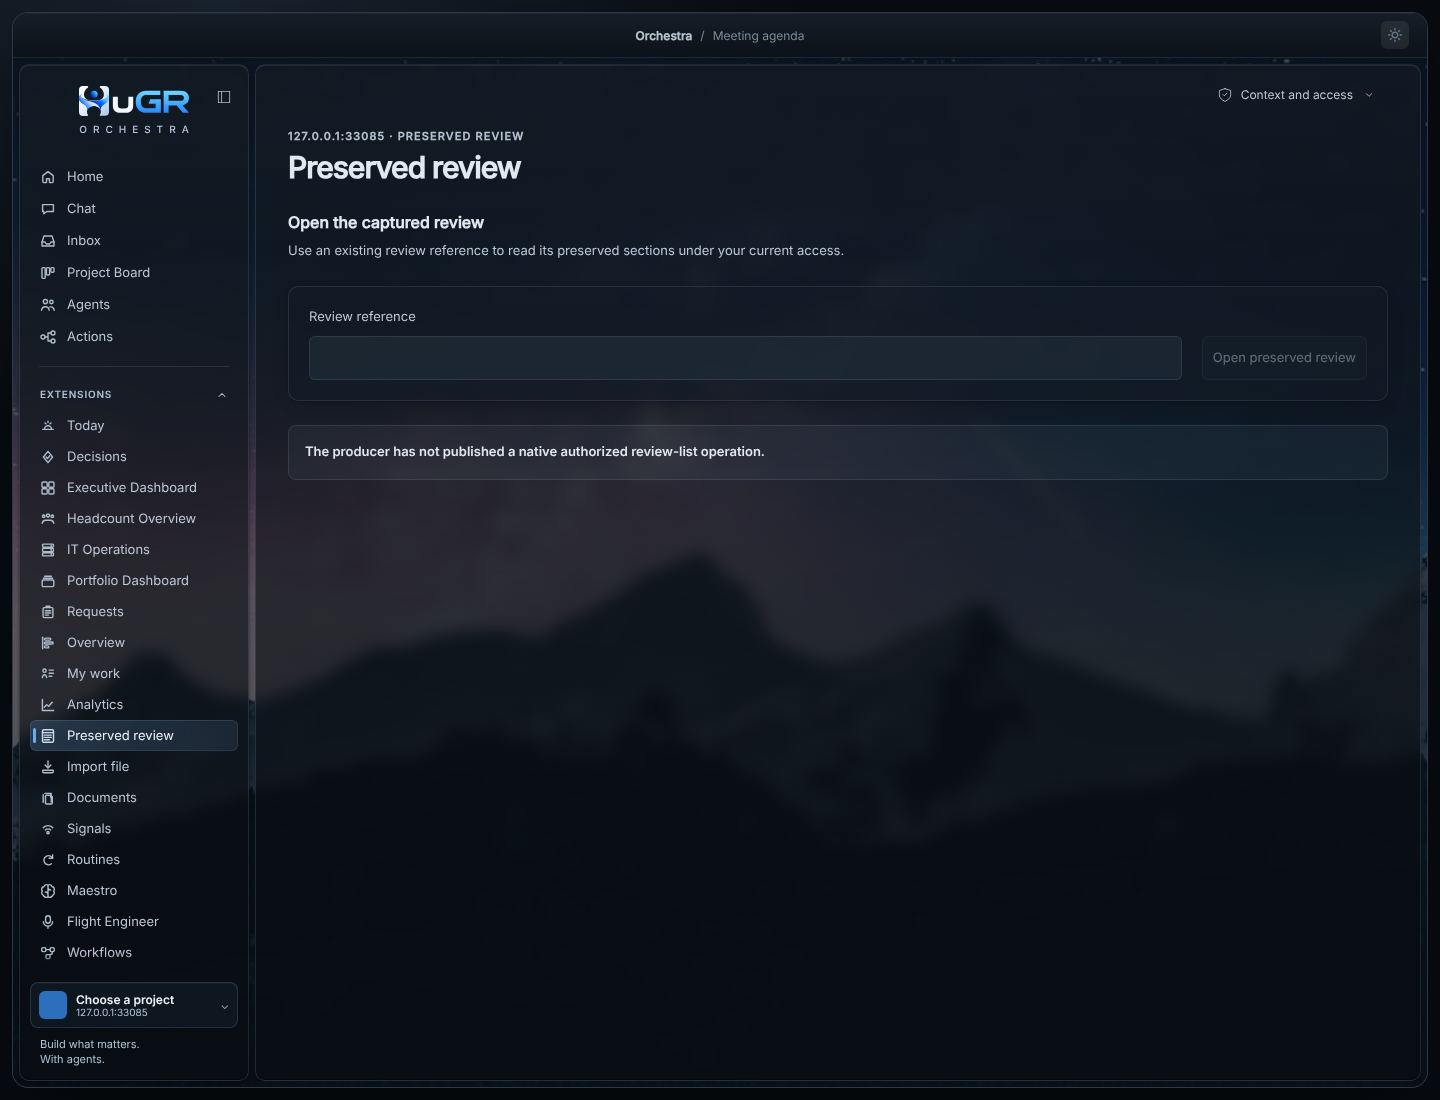 Orchestra / Meeting agenda
HuGR
ORCHESTRA
Home
Chat
Inbox
Project Board
Agents
Actions
EXTENSIONS
Today
Decisions
Executive Dashboard
Headcount Overview
IT Operations
Portfolio Dashboard
Requests
Overview
My work
Analytics
Preserved review
Import file
Documents
Signals
Routines
Maestro
Flight Engineer
Workflows
Choose a project
127.0.0.1:33085
Build what matters.
With agents.
Context and access
127.0.0.1:33085 · PRESERVED REVIEW
Preserved review
Open the captured review
Use an existing review reference to read its preserved sections under your current access.
Review reference
Open preserved review
The producer has not published a native authorized review-list operation.